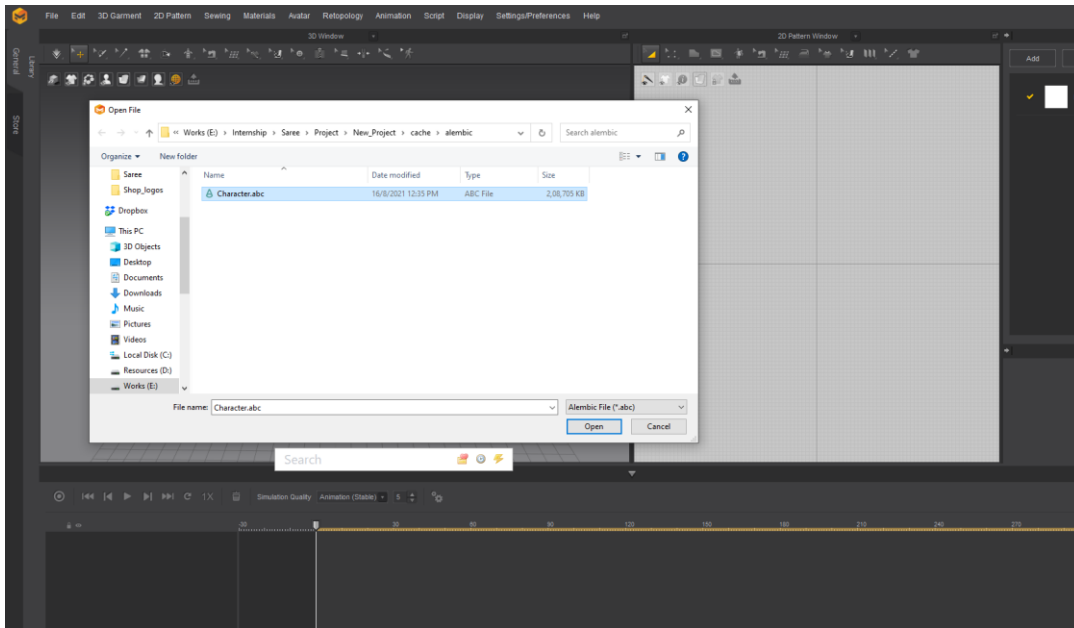 File Edit 3D Garment 2D Pattern Sewing Materials Avatar Retopology Animation Script Display Settings/Preferences Help
3D Window
2D Pattern Window
General
Library
Store
Add
Open File
« Works (E:) › Internship › Saree › Project › New_Project › cache › alembic
Search alembic
Organize
New folder
Name Date modified Type Size
Character.abc 16/8/2021 12:35 PM ABC File 2,08,705 KB
Saree
Shop_logos
Dropbox
This PC
3D Objects
Desktop
Documents
Downloads
Music
Pictures
Videos
Local Disk (C:)
Resources (D:)
Works (E:)
File name: Character.abc
Alembic File (*.abc)
Open Cancel
Search
1X Simulation Quality Animation (Stable) 5
-30 0 30 60 90 120 150 180 210 240 270